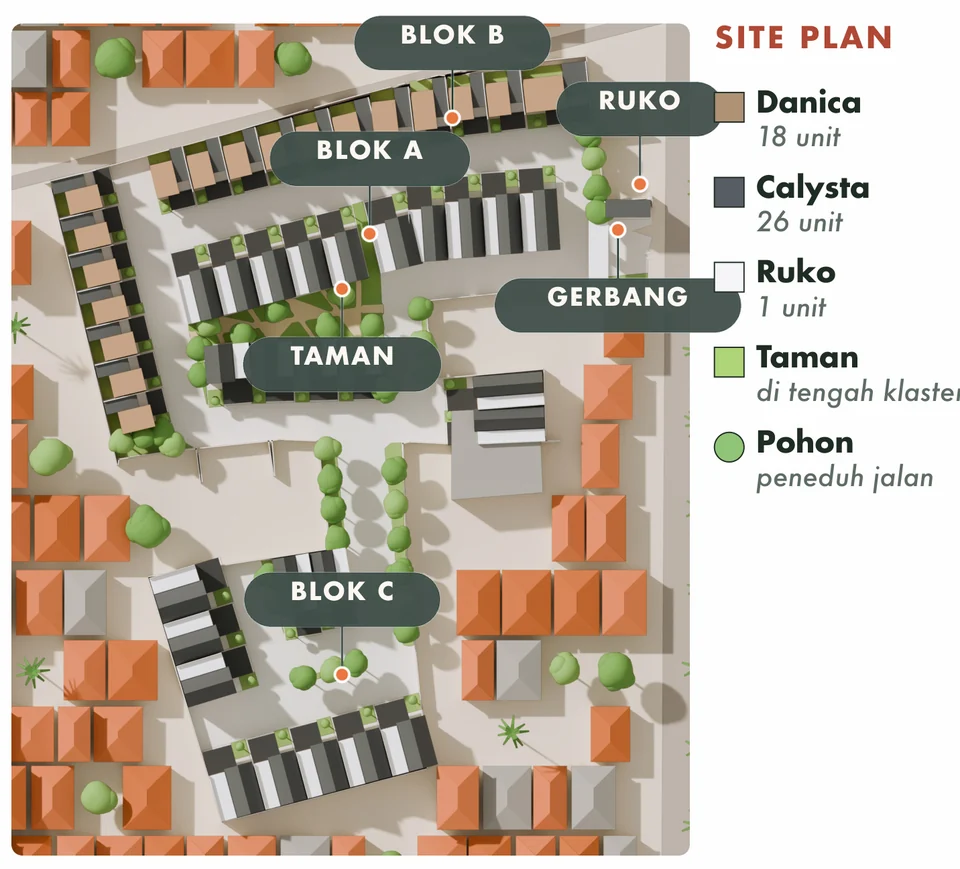 BLOK B
RUKO
BLOK A
GERBANG
TAMAN
BLOK C
SITE PLAN
Danica
18 unit
Calysta
26 unit
Ruko
1 unit
Taman
di tengah klaster
Pohon
peneduh jalan